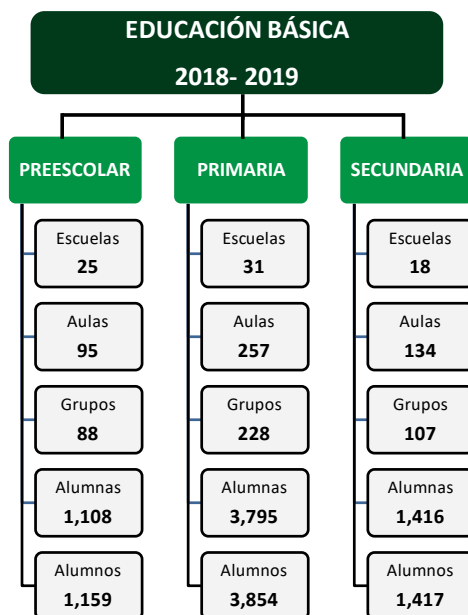 EDUCACIÓN BÁSICA
2018- 2019
PREESCOLAR
Escuelas
25
Aulas
95
Grupos
88
Alumnas
1,108
Alumnos
1,159
PRIMARIA
Escuelas
31
Aulas
257
Grupos
228
Alumnas
3,795
Alumnos
3,854
SECUNDARIA
Escuelas
18
Aulas
134
Grupos
107
Alumnas
1,416
Alumnos
1,417